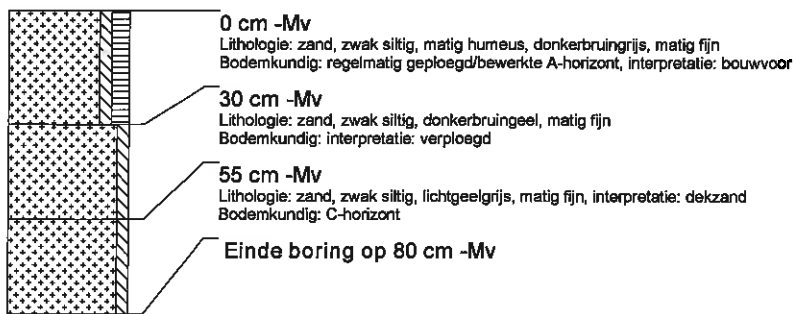 0 cm -Mv
Lithologie: zand, zwak siltig, matig humeus, donkerbruingrijs, matig fijn
Bodemkundig: regelmatig geploegd/bewerkte A-horizont, interpretatie: bouwvoor
30 cm -Mv
Lithologie: zand, zwak siltig, donkerbruingeel, matig fijn
Bodemkundig: interpretatie: verploegd
55 cm -Mv
Lithologie: zand, zwak siltig, lichtgeelgrijs, matig fijn, interpretatie: dekzand
Bodemkundig: C-horizont
Einde boring op 80 cm -Mv